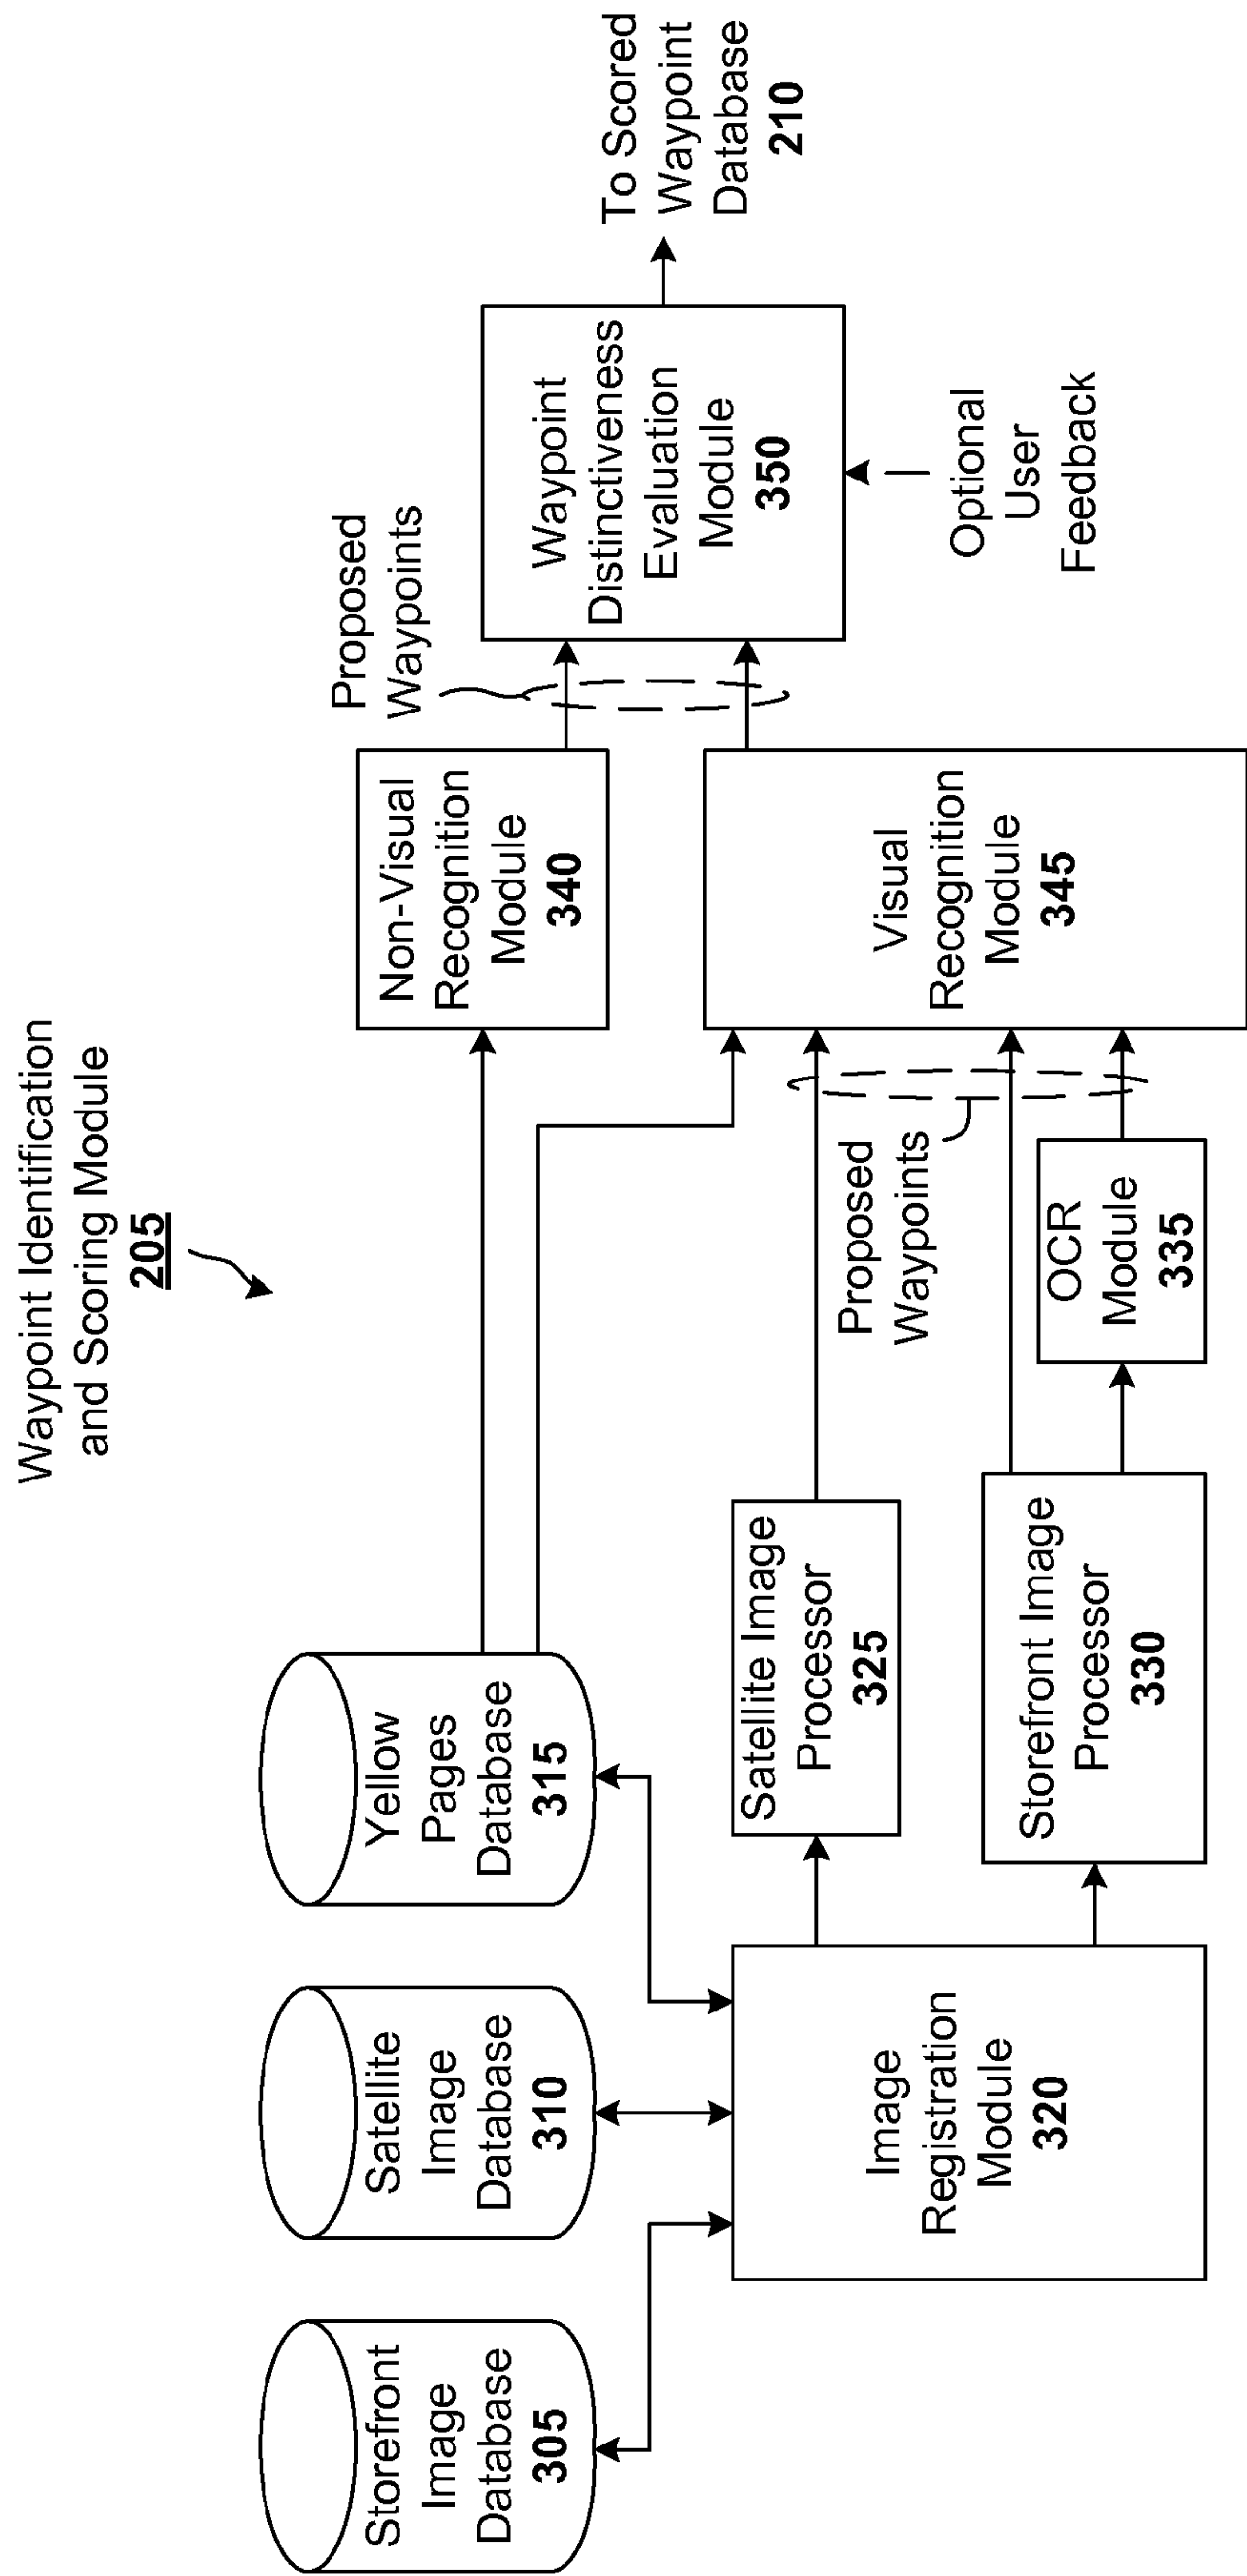 Waypoint Identification
and Scoring Module
205
Storefront
Image
Database
305
Satellite
Image
Database
310
Yellow
Pages
Database
315
Image
Registration
Module
320
Satellite Image
Processor
325
Storefront Image
Processor
330
OCR
Module
335
Proposed
Waypoints
Non-Visual
Recognition
Module
340
Visual
Recognition
Module
345
Proposed
Waypoints
Waypoint
Distinctiveness
Evaluation
Module
350
Optional
User
Feedback
To Scored
Waypoint
Database
210